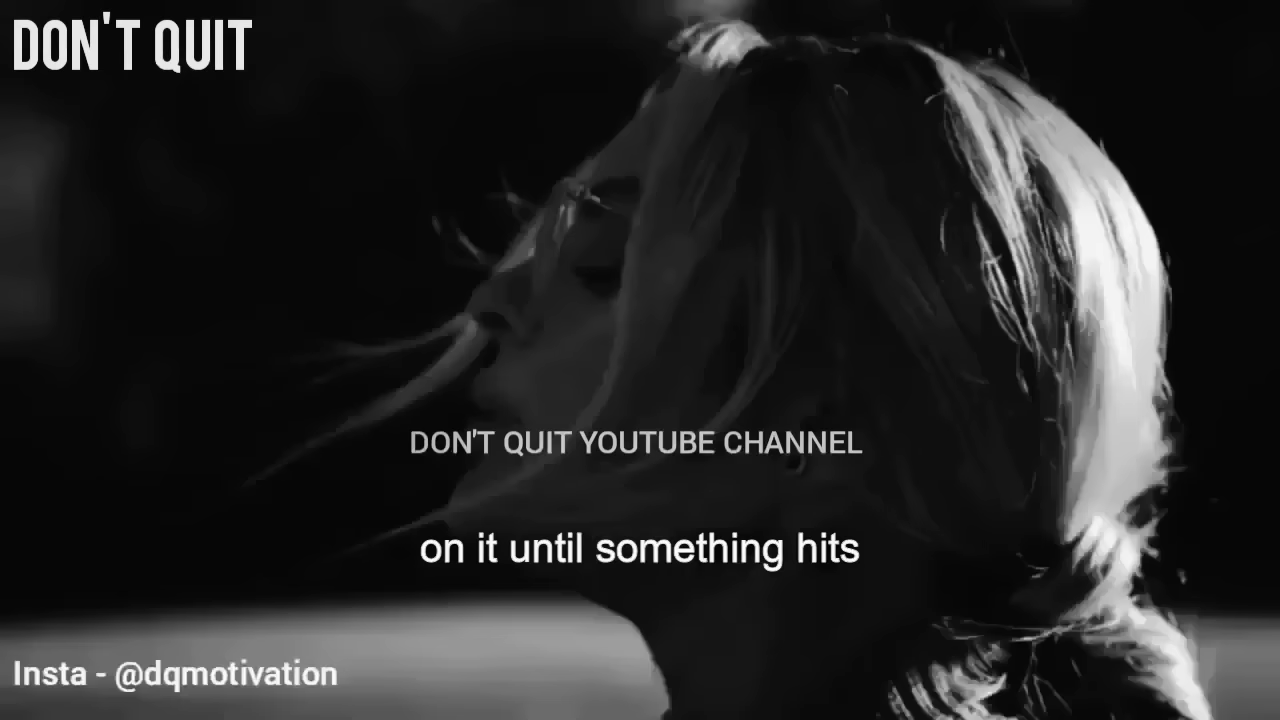 DON'T QUIT
DON'T QUIT YOUTUBE CHANNEL
on it until something hits
Insta - @dqmotivation